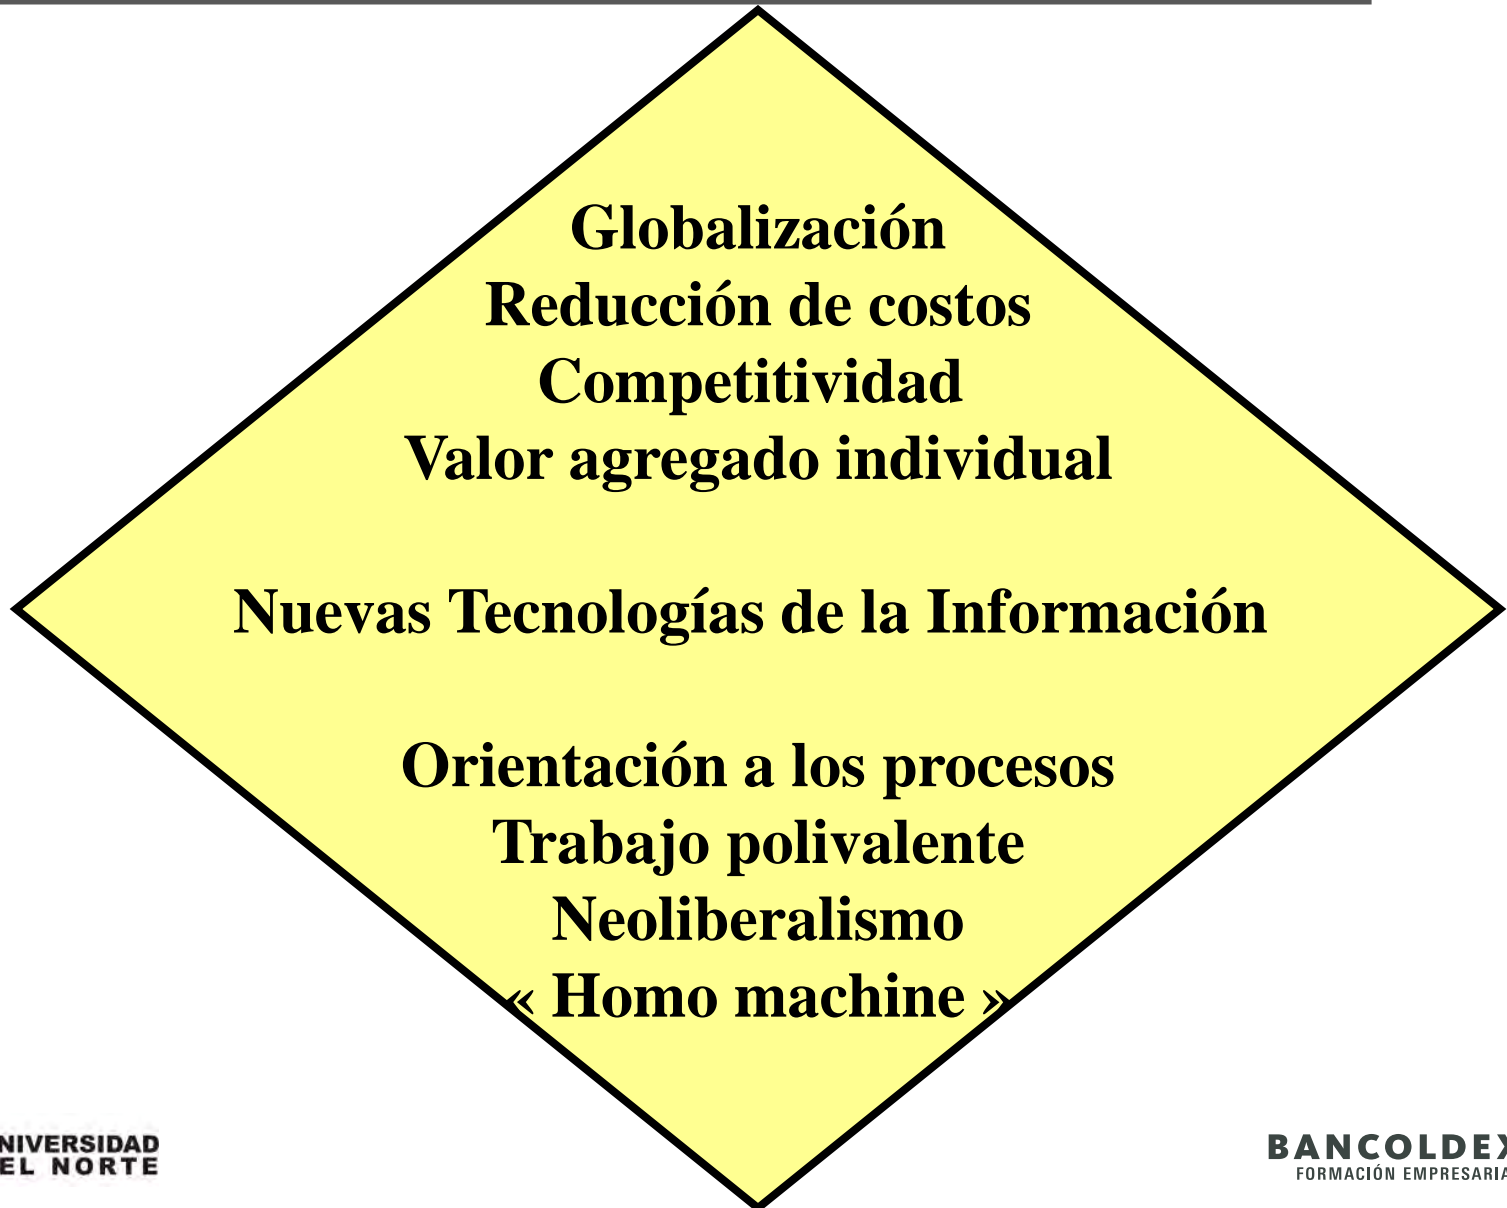 Globalización
Reducción de costos
Competitividad
Valor agregado individual
Nuevas Tecnologías de la Información
Orientación a los procesos
Trabajo polivalente
Neoliberalismo
« Homo machine »
NIVERSIDAD
EL NORTE
BANCOLDEX
FORMACIÓN EMPRESARIA